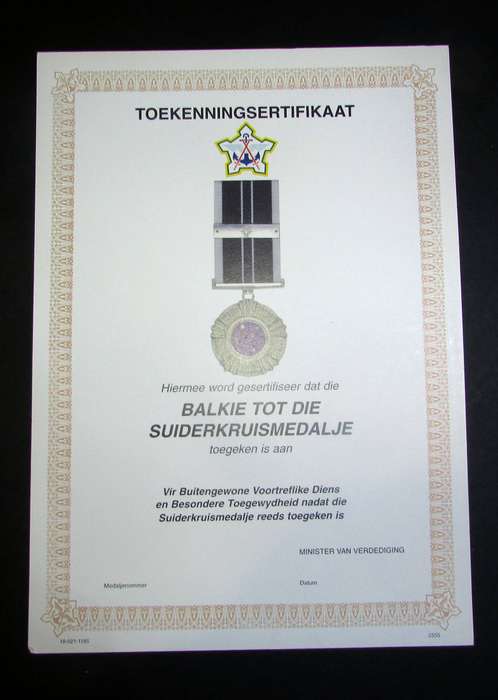 TOEKENNINGSERTIFIKAAT
Hiermee word gesertifiseer dat die
BALKIE TOT DIE
SUIDERKRUISMEDALJE
toegeken is aan
Vir Buitengewone Voortreflike Diens
en Besondere Toegewydheid nadat die
Suiderkruismedalje reeds toegeken is
MINISTER VAN VERDEDIGING
Medaljenommer
Datum